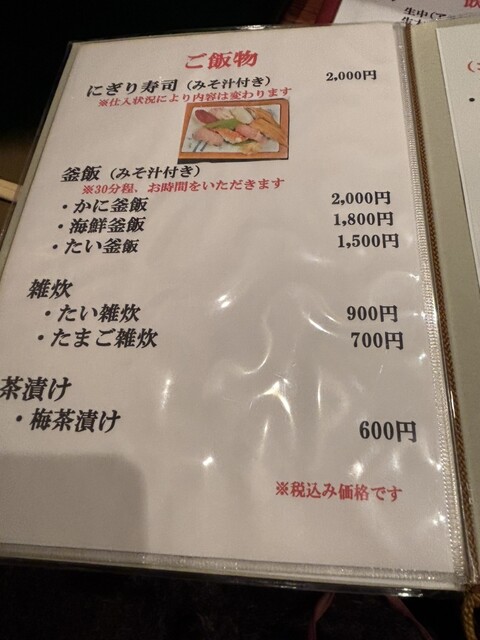 ご飯物
にぎり寿司（みそ汁付き） 2,000円
※仕入状況により内容は変わります
釜飯（みそ汁付き）
※30分程、お時間をいただきます
・かに釜飯 2,000円
・海鮮釜飯 1,800円
・たい釜飯 1,500円
雑炊
・たい雑炊 900円
・たまご雑炊 700円
茶漬け
・梅茶漬け 600円
※税込み価格です